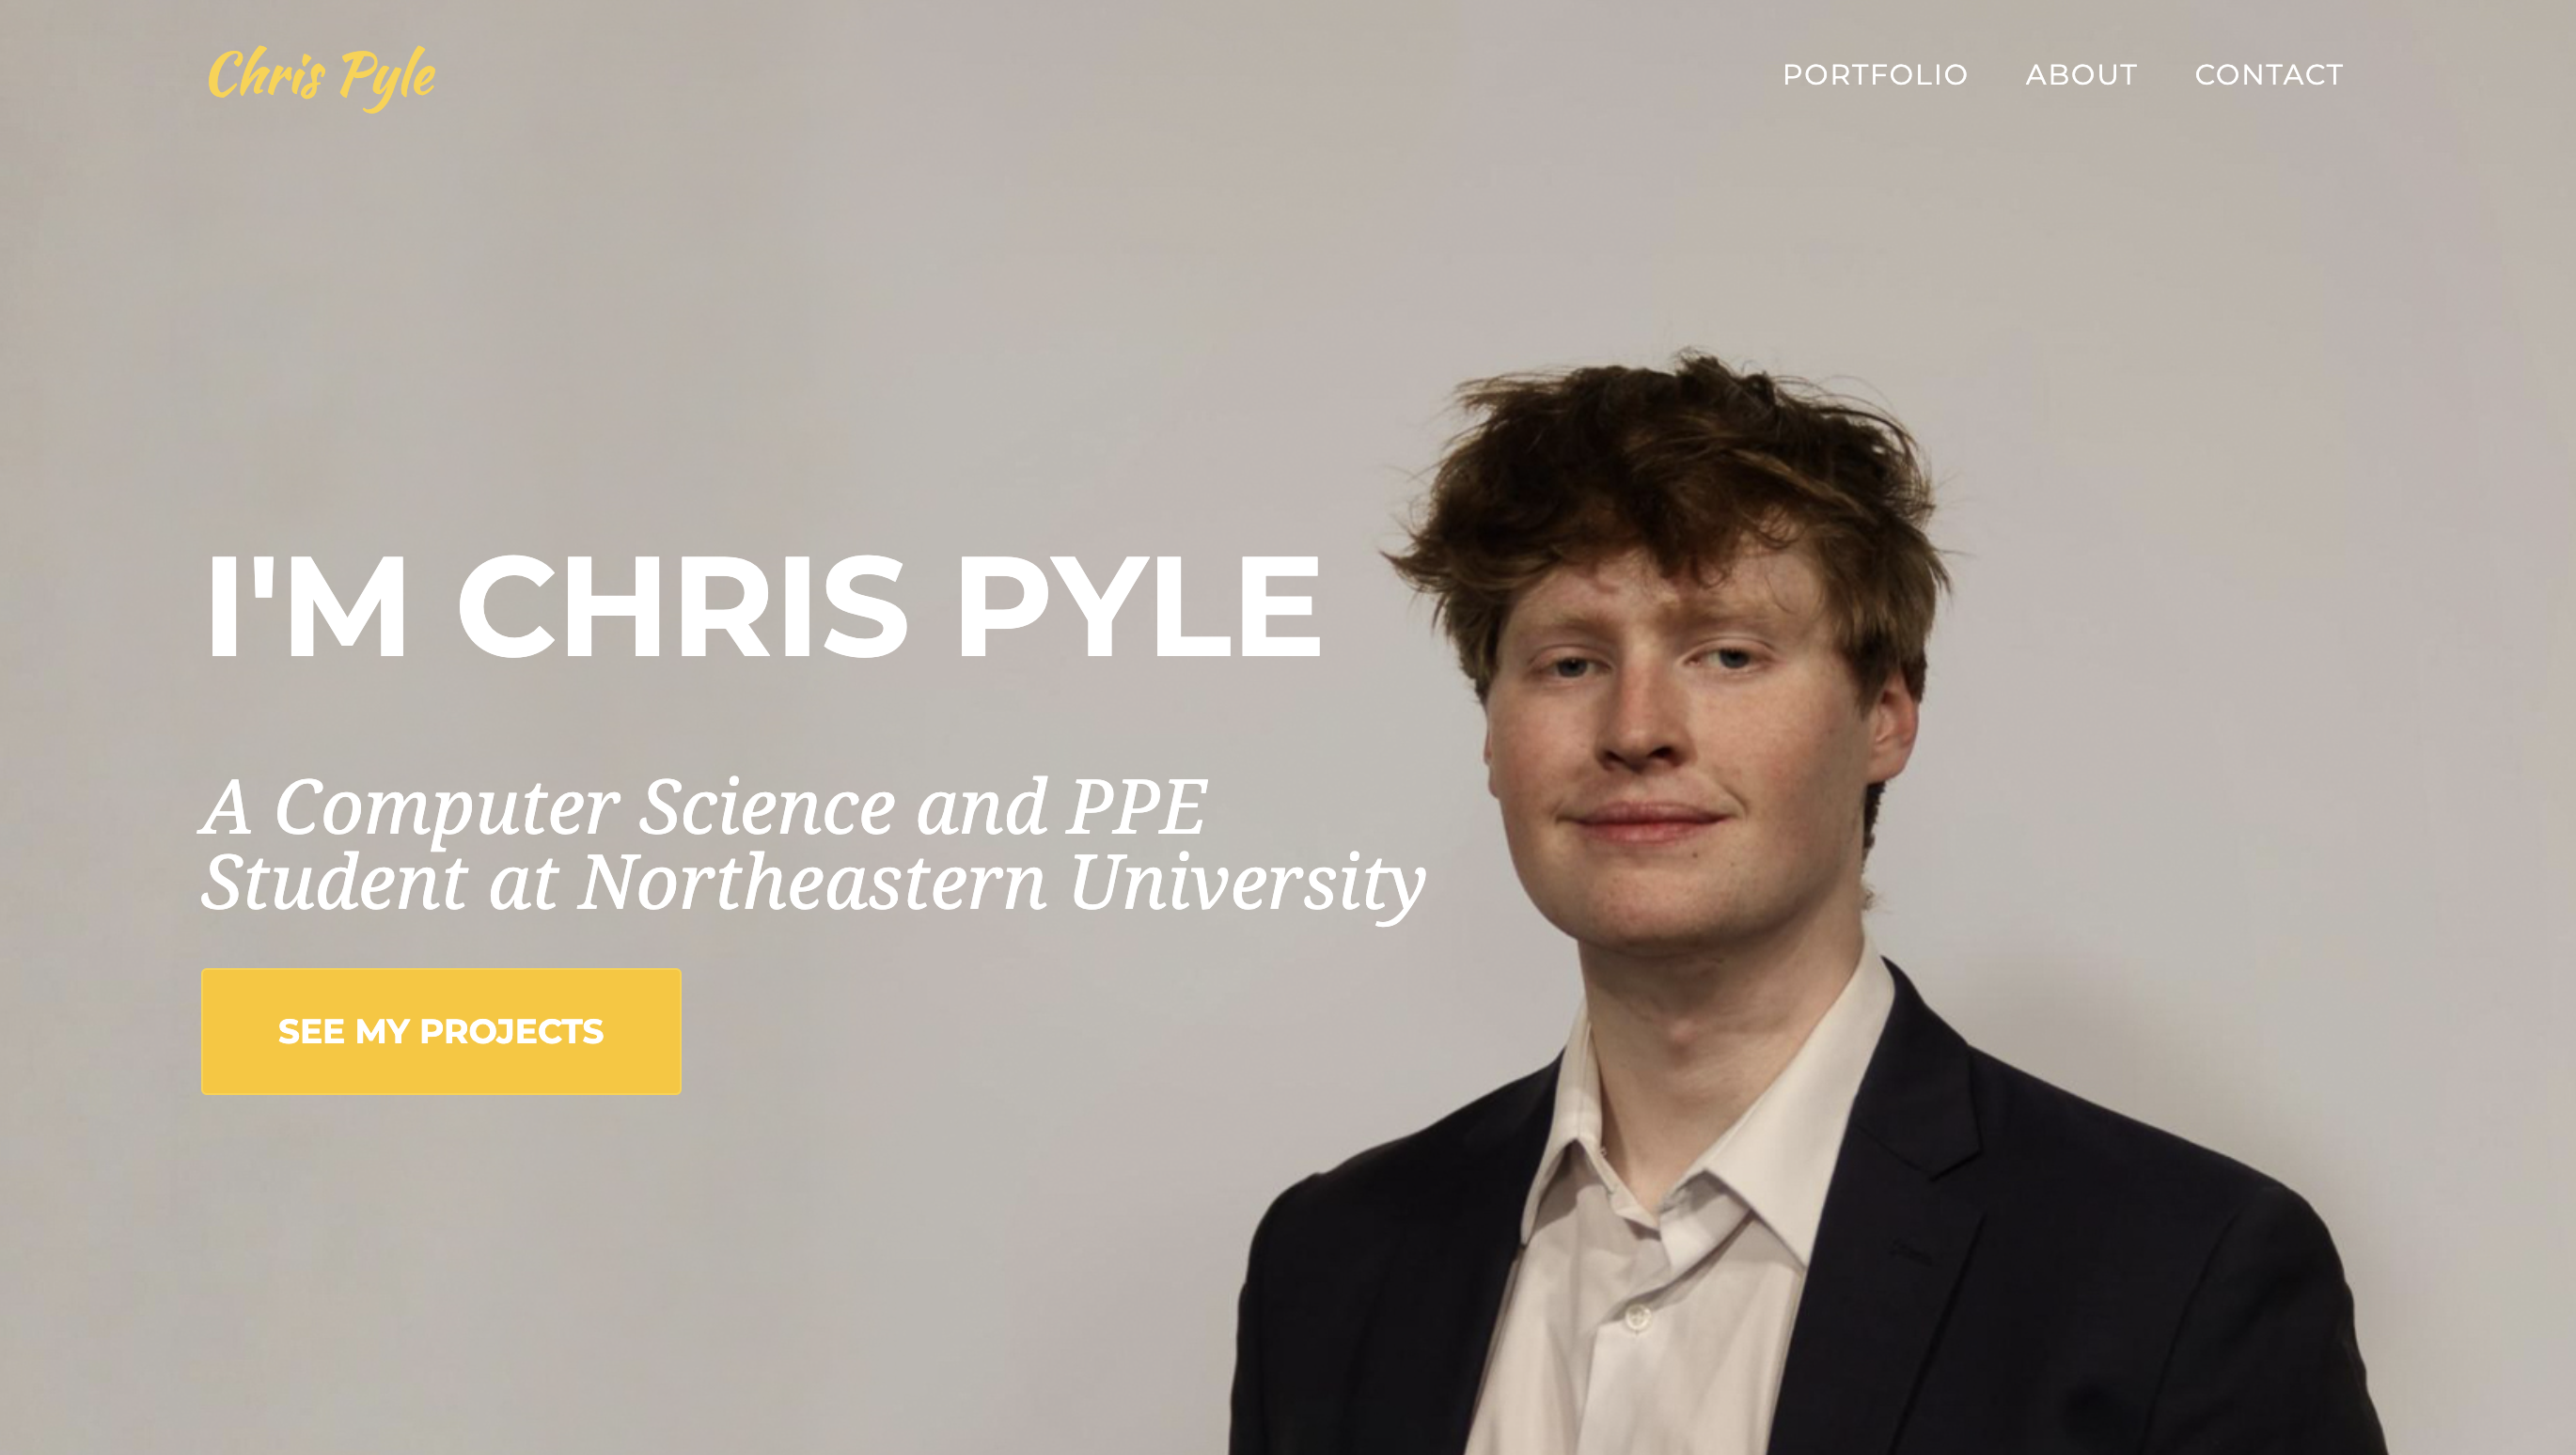 Chris Pyle
PORTFOLIO ABOUT CONTACT
I'M CHRIS PYLE
A Computer Science and PPE
Student at Northeastern University
SEE MY PROJECTS